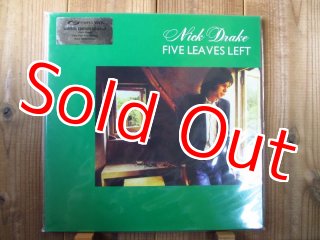 Nick Drake
FIVE LEAVES LEFT
Sold Out